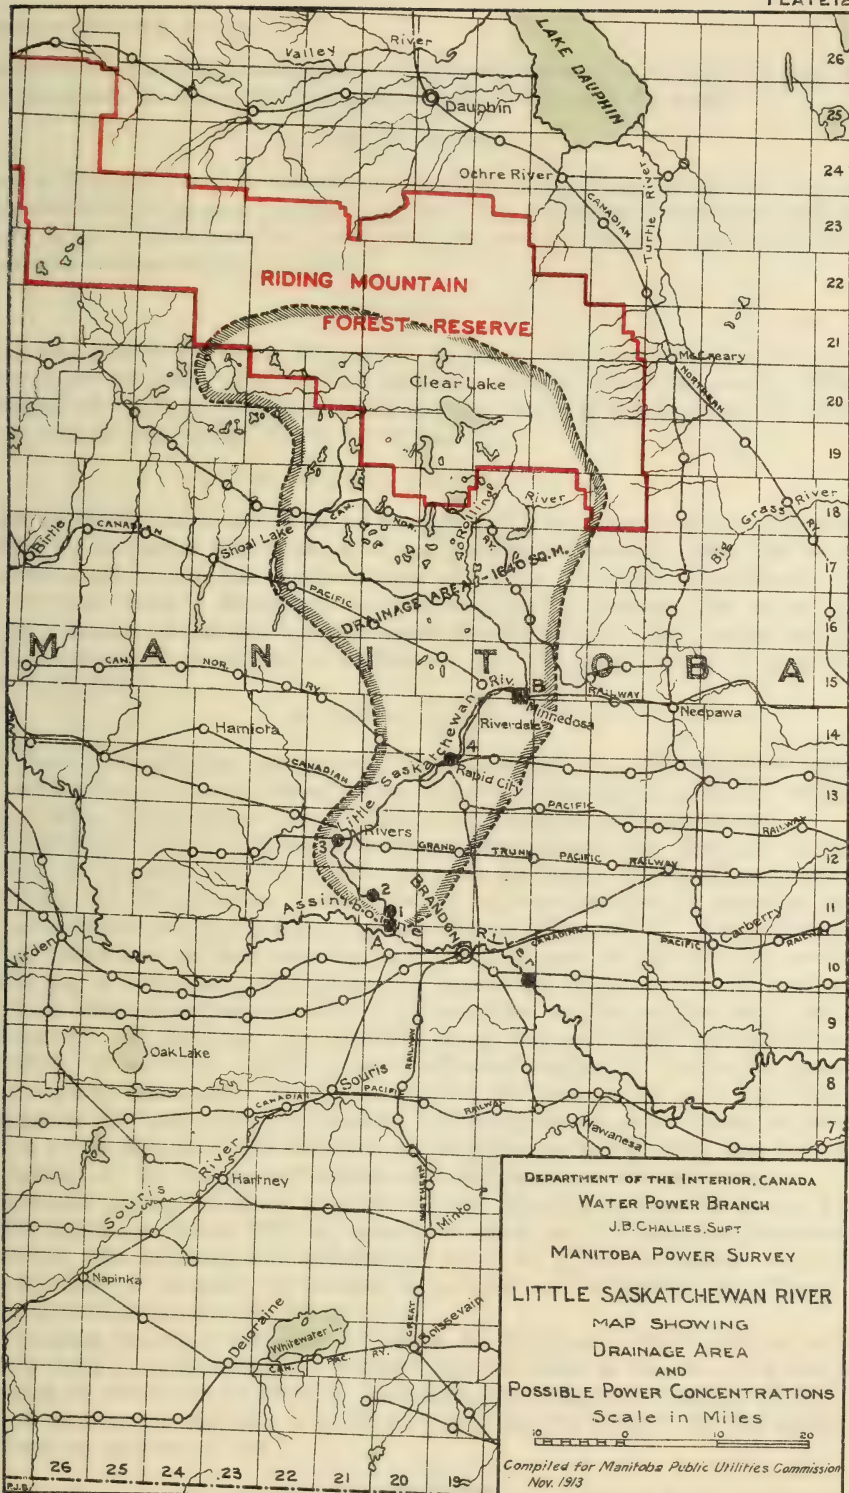 PLATE 12
LAKE DAUPHIN
Valley River
Dauphin
Ochre River
Turtle River
CANADIAN
NORTHERN
RY.
RIDING MOUNTAIN
FOREST RESERVE
McCreary
Clear Lake
Rolling River
CAN. NOR. RY.
Big Grass River
Birtle
CANADIAN
PACIFIC
Shoal Lake
DRAINAGE AREA - 1640 SQ. M.
MANITOBA
CAN. NOR. RY.
Riv.
B
RAILWAY
Minnedosa
Riverdale
Neepawa
Hamiota
CANADIAN
Little Saskatchewan
4
Rapid City
PACIFIC
RAILWAY
3
Rivers
GRAND TRUNK PACIFIC RAILWAY
2
1
A
Assiniboine River
BRANDON
CANADIAN
PACIFIC
RAILWAY
Carberry
Virden
Oak Lake
RAILWAY
Souris
CANADIAN PACIFIC
RAILWAY
Wawanesa
Souris River
Hartney
NORTHERN
Minto
Napinka
GREAT
Deloraine
Whitewater L.
Boissevain
CAN. PAC. RY.
26
25
24
23
22
21
20
19
18
17
16
15
14
13
12
11
10
9
8
7
26 25 24 23 22 21 20 19
P.J.B.
DEPARTMENT OF THE INTERIOR, CANADA
WATER POWER BRANCH
J.B. CHALLIES, SUPT
MANITOBA POWER SURVEY
LITTLE SASKATCHEWAN RIVER
MAP SHOWING
DRAINAGE AREA
AND
POSSIBLE POWER CONCENTRATIONS
Scale in Miles
10 0 10 20
Compiled for Manitoba Public Utilities Commission
Nov. 1913